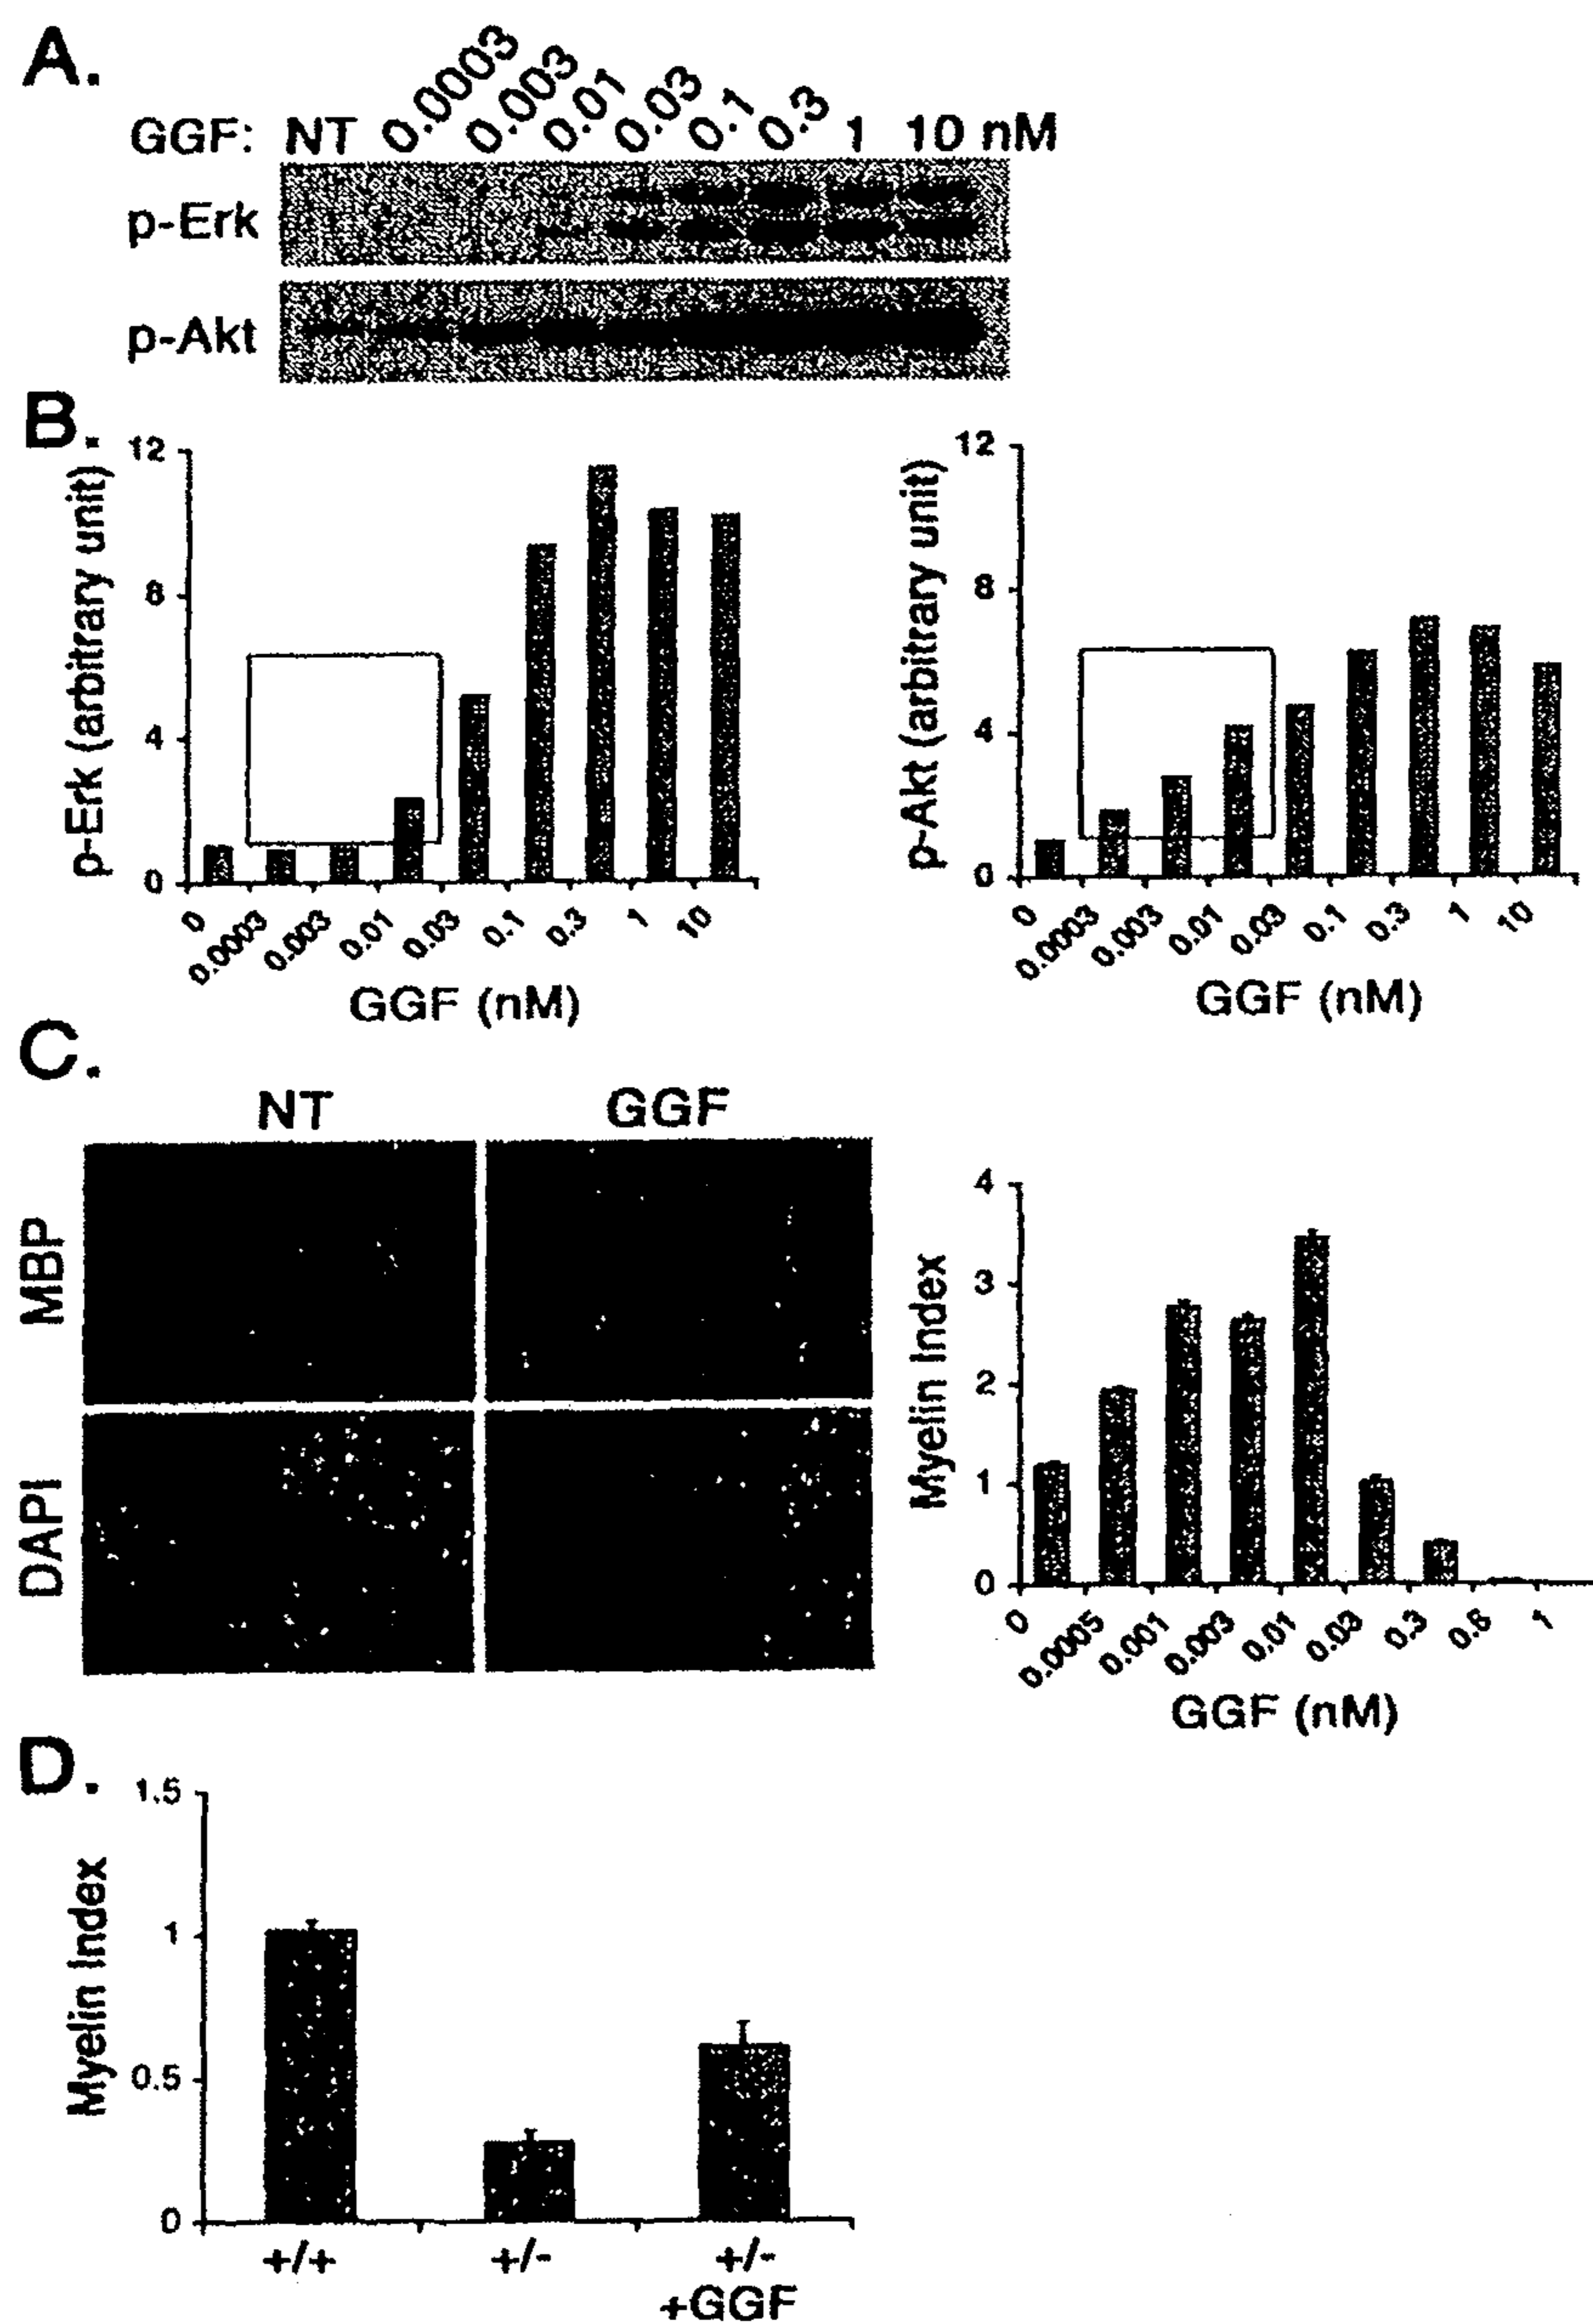 A.
GGF: NT 0.0003 0.003 0.01 0.03 0.1 0.3 1 10 nM
p-Erk
p-Akt
B.
p-Erk (arbitrary unit)
12
8
4
0
0 0.0003 0.003 0.01 0.03 0.1 0.3 1 10
GGF (nM)
p-Akt (arbitrary unit)
12
8
4
0
0 0.0003 0.003 0.01 0.03 0.1 0.3 1 10
GGF (nM)
C.
NT GGF
MBP
DAPI
Myelin Index
4
3
2
1
0
0 0.0005 0.001 0.003 0.01 0.03 0.3 0.6 1
GGF (nM)
D.
Myelin Index
1.5
1
0.5
0
+/+ +/- +/-
+GGF